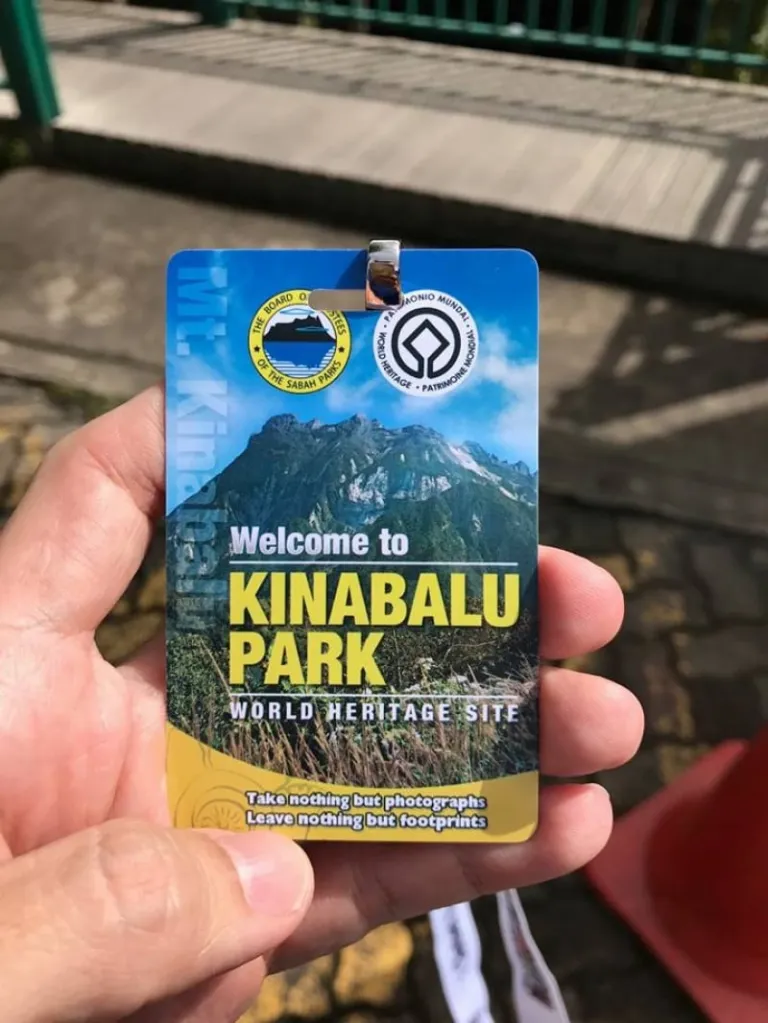 THE BOARD OF
STEES
OF THE SABAH PARKS
PATRIMONIO MUNDIAL
WORLD HERITAGE • PATRIMOINE MONDIAL
Mt. Kinabalu
Welcome to
KINABALU
PARK
WORLD HERITAGE SITE
Take nothing but photographs
Leave nothing but footprints